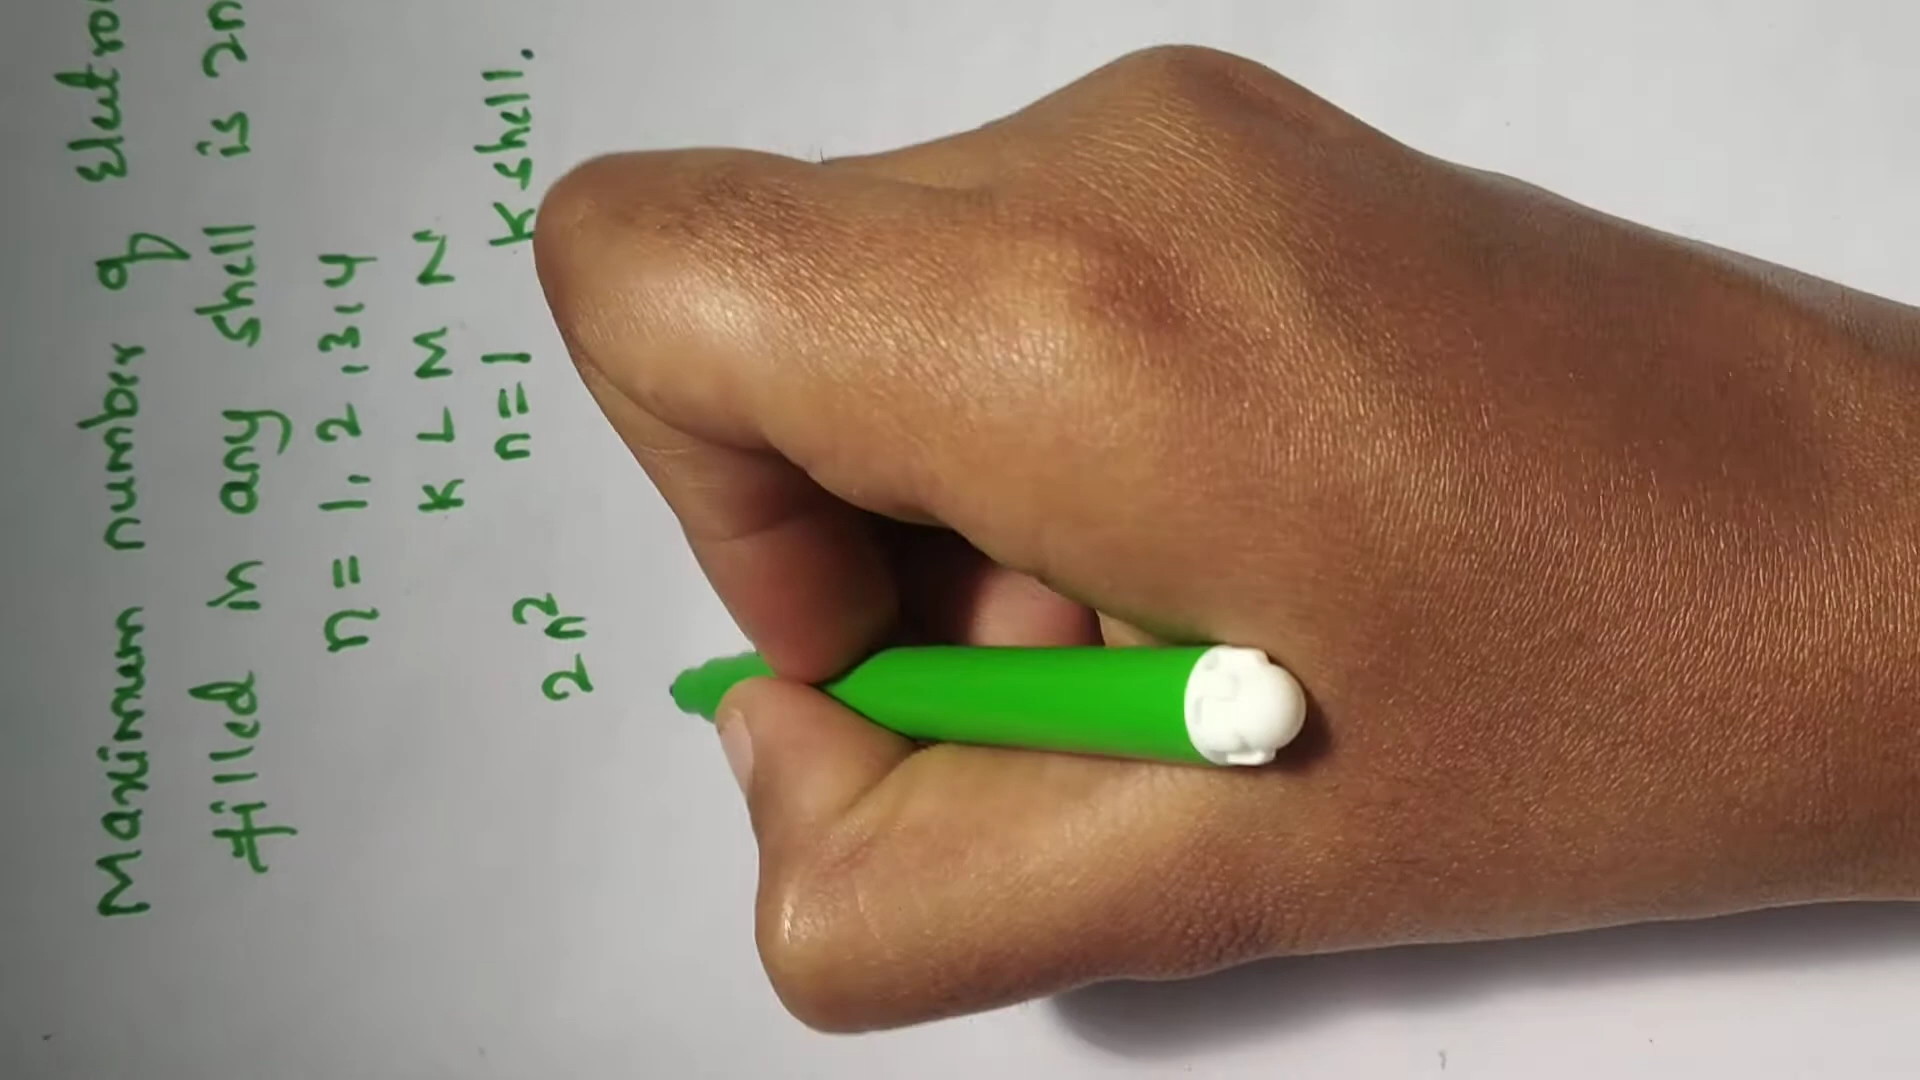 Maximum number of Electro
filled in any shell is 2n
n = 1, 2, 3, 4
K L M N
n = 1 K shell.
2n²